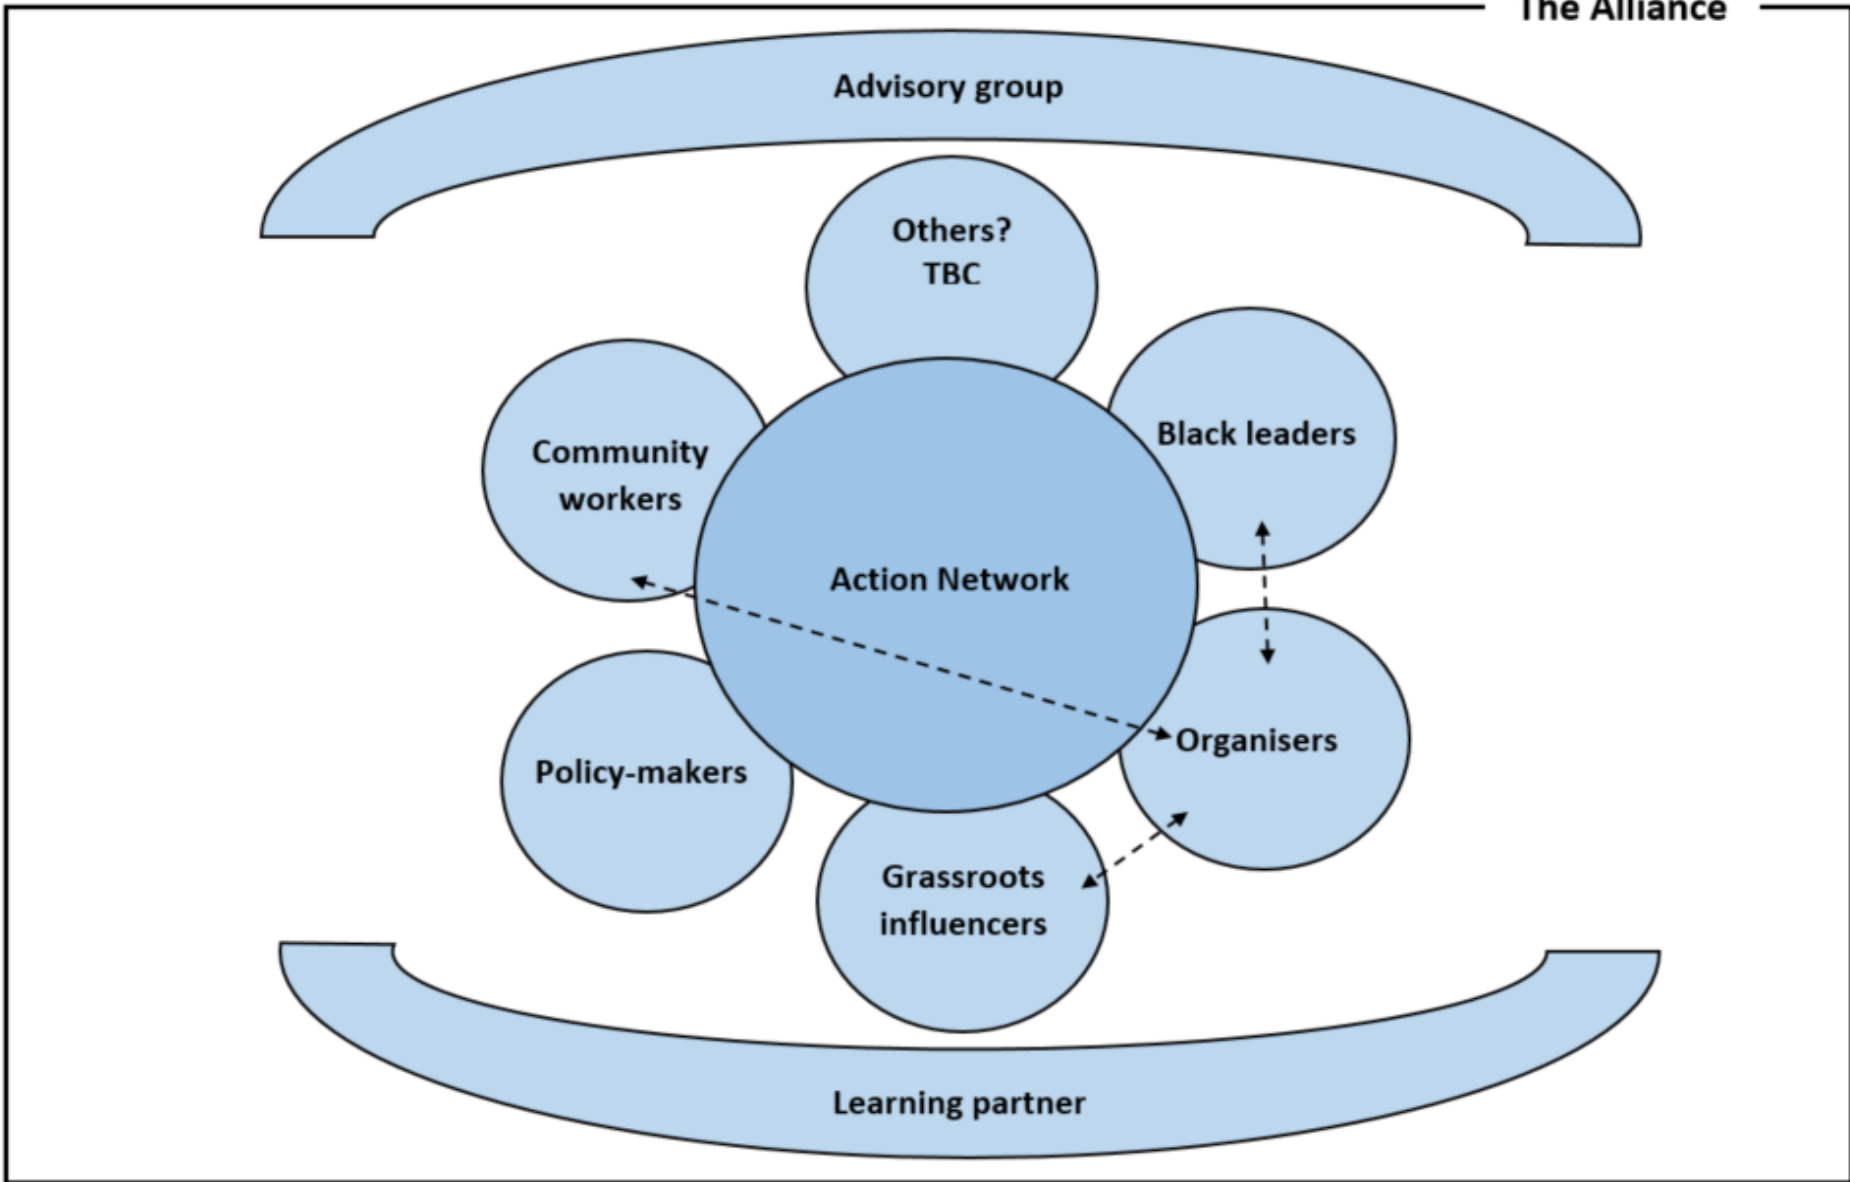 The Alliance
Advisory group
Others?
TBC
Black leaders
Community
workers
Action Network
Organisers
Policy-makers
Grassroots
influencers
Learning partner